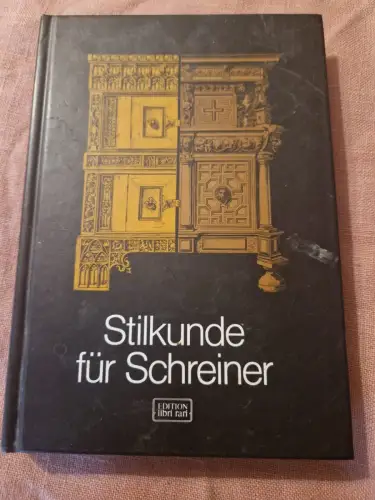 Stilkunde
für Schreiner
EDITION
libri rari